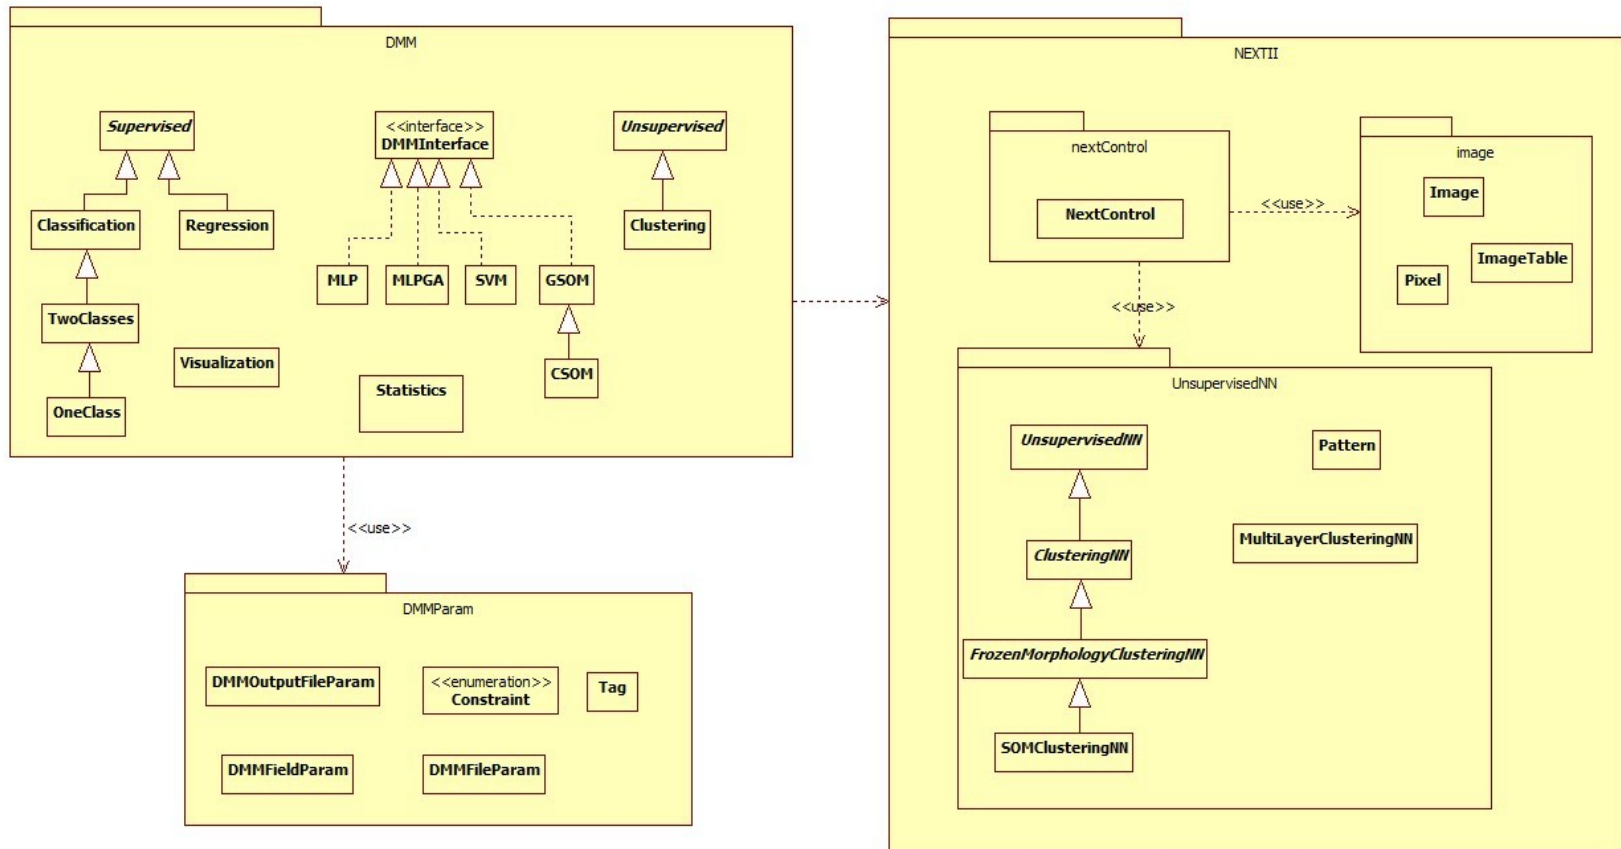 DMM
Supervised
<<interface>>
DMMInterface
Unsupervised
Classification
Regression
Clustering
MLP
MLPGA
SVM
GSOM
TwoClasses
Visualization
Statistics
CSOM
OneClass
<<use>>
DMMParam
DMMOutputFileParam
<<enumeration>>
Constraint
Tag
DMMFieldParam
DMMFileParam
NEXTII
nextControl
NextControl
<<use>>
image
Image
ImageTable
Pixel
<<use>>
UnsupervisedNN
UnsupervisedNN
Pattern
ClusteringNN
MultiLayerClusteringNN
FrozenMorphologyClusteringNN
SOMClusteringNN